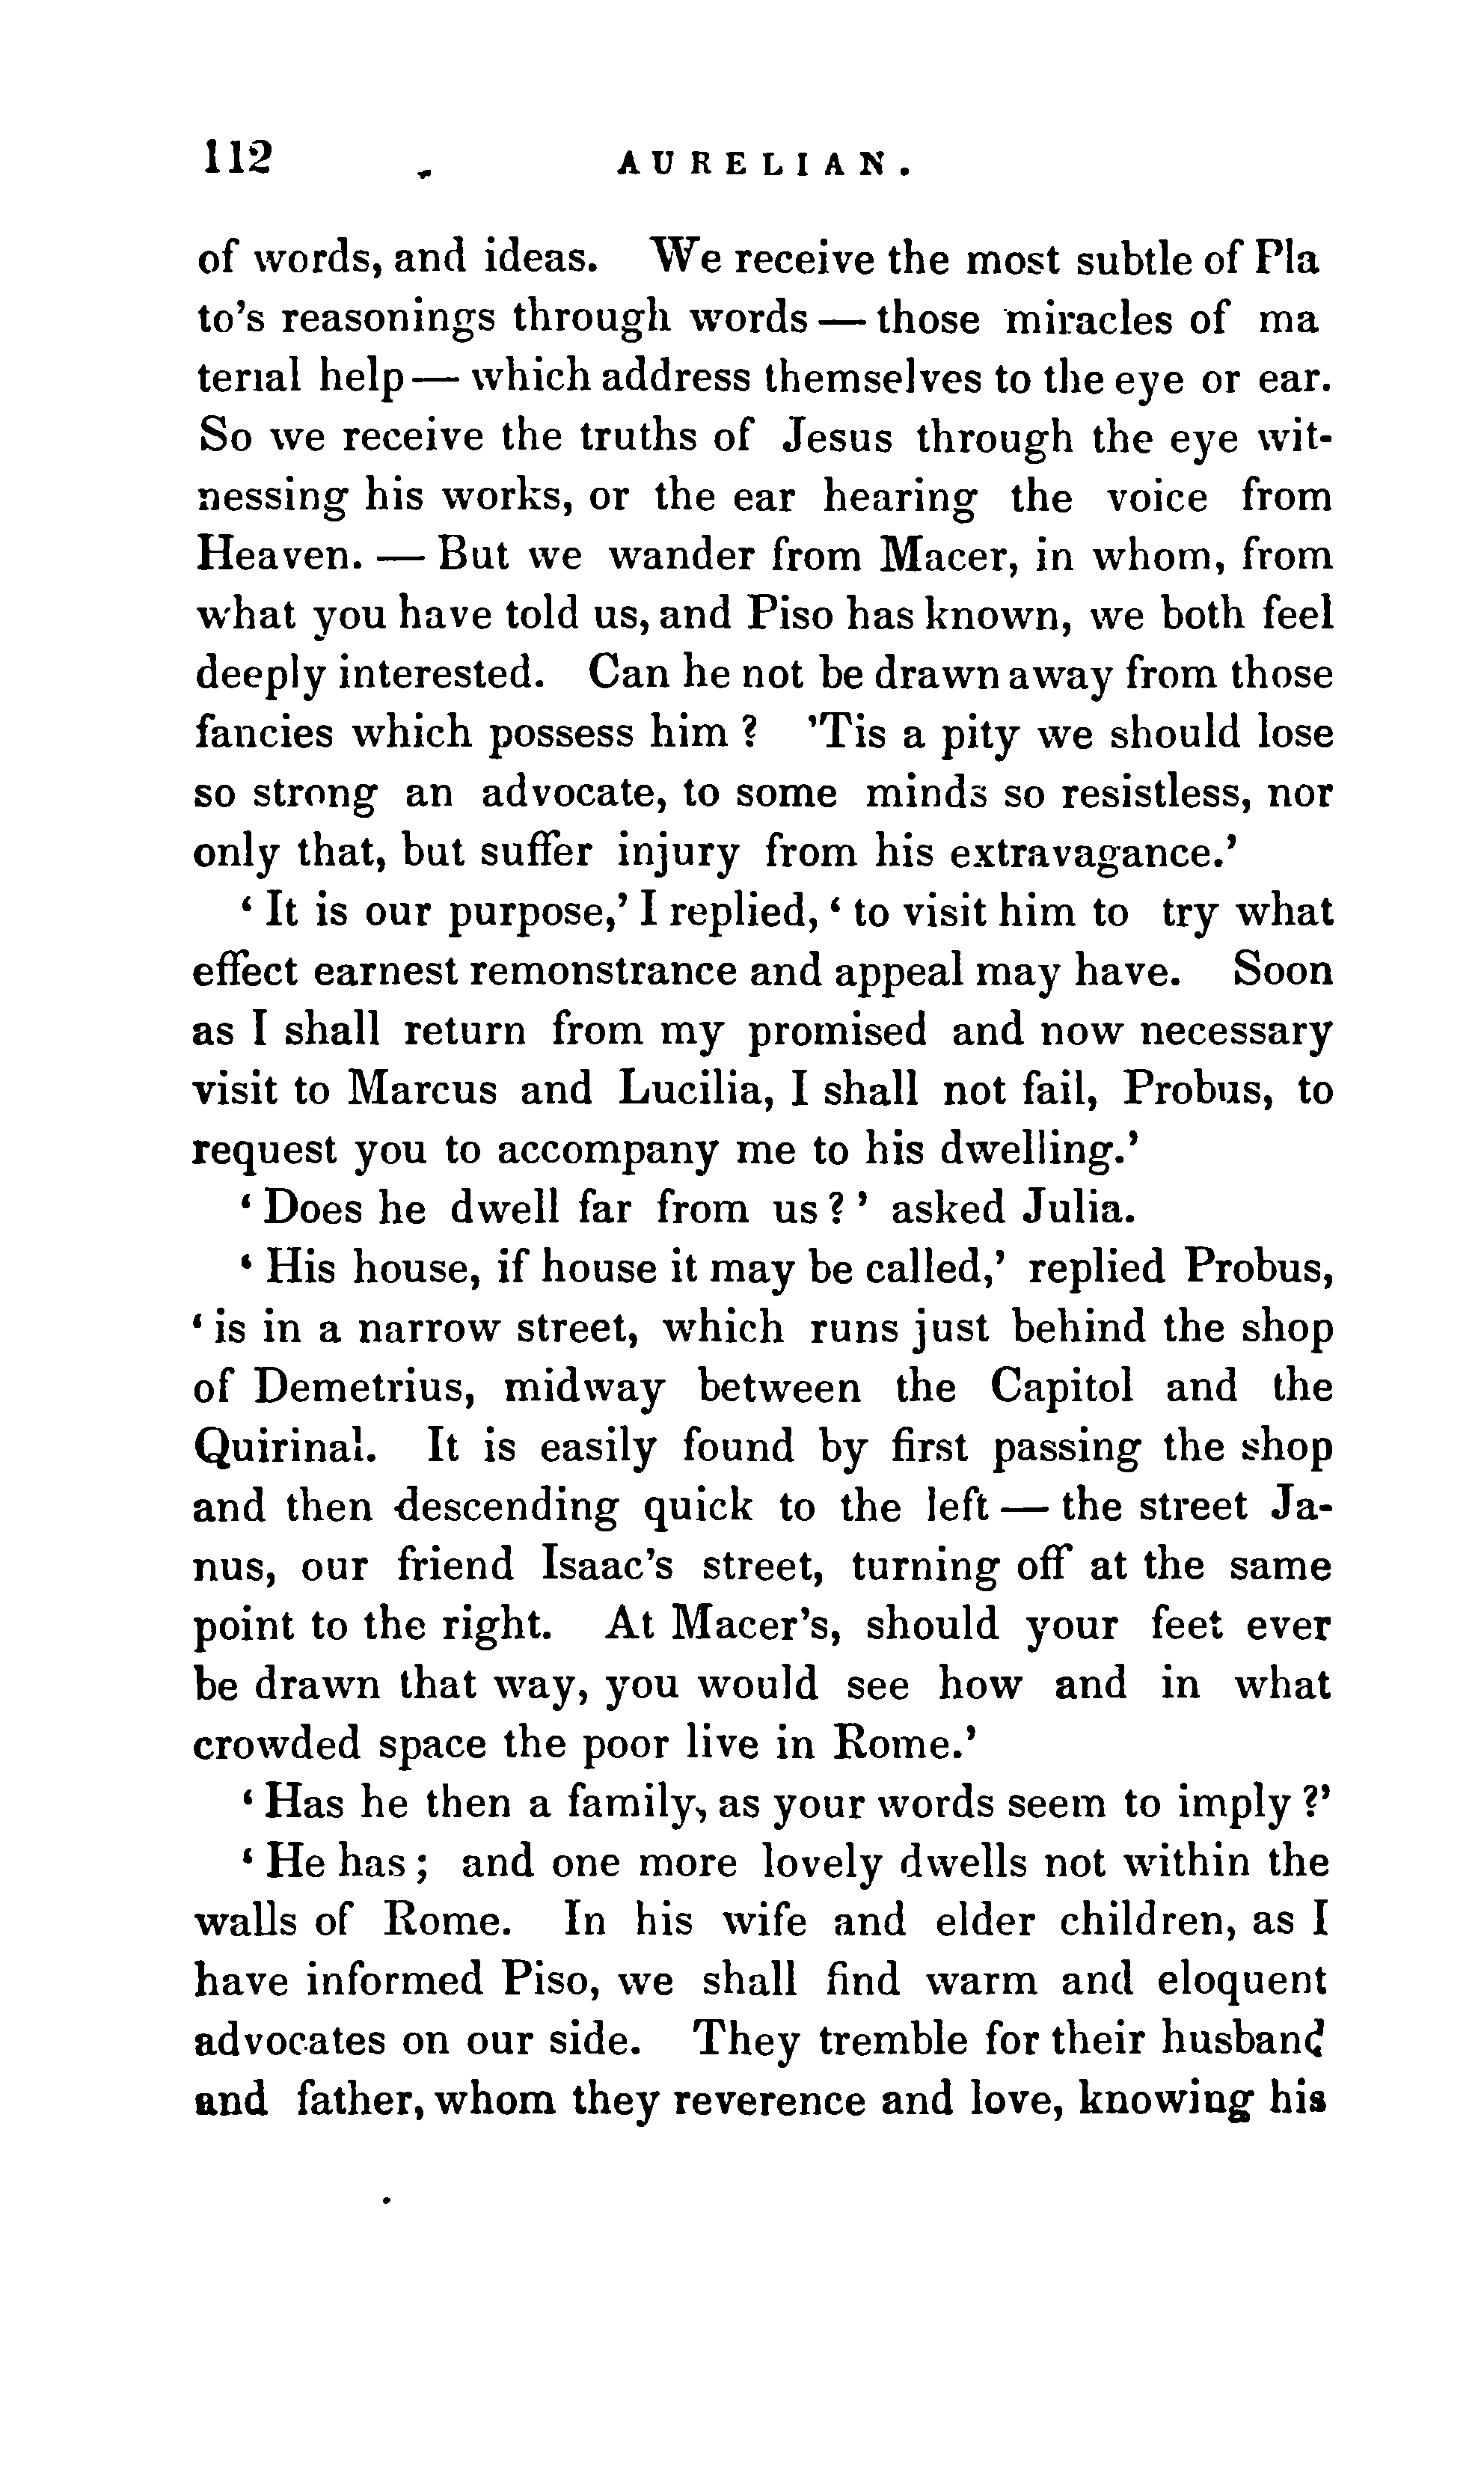 112 AURELIAN.
of words, and ideas. We receive the most subtle of Pla
to's reasonings through words — those miracles of ma
terial help — which address themselves to the eye or ear.
So we receive the truths of Jesus through the eye wit-
nessing his works, or the ear hearing the voice from
Heaven. — But we wander from Macer, in whom, from
what you have told us, and Piso has known, we both feel
deeply interested. Can he not be drawn away from those
fancies which possess him ? 'Tis a pity we should lose
so strong an advocate, to some minds so resistless, nor
only that, but suffer injury from his extravagance.'
‘ It is our purpose,’ I replied, ‘ to visit him to try what
effect earnest remonstrance and appeal may have. Soon
as I shall return from my promised and now necessary
visit to Marcus and Lucilia, I shall not fail, Probus, to
request you to accompany me to his dwelling.’
‘ Does he dwell far from us ? ’ asked Julia.
‘ His house, if house it may be called,’ replied Probus,
‘ is in a narrow street, which runs just behind the shop
of Demetrius, midway between the Capitol and the
Quirinal. It is easily found by first passing the shop
and then descending quick to the left — the street Ja-
nus, our friend Isaac's street, turning off at the same
point to the right. At Macer's, should your feet ever
be drawn that way, you would see how and in what
crowded space the poor live in Rome.’
‘ Has he then a family, as your words seem to imply ?’
‘ He has ; and one more lovely dwells not within the
walls of Rome. In his wife and elder children, as I
have informed Piso, we shall find warm and eloquent
advocates on our side. They tremble for their husband
and father, whom they reverence and love, knowing his